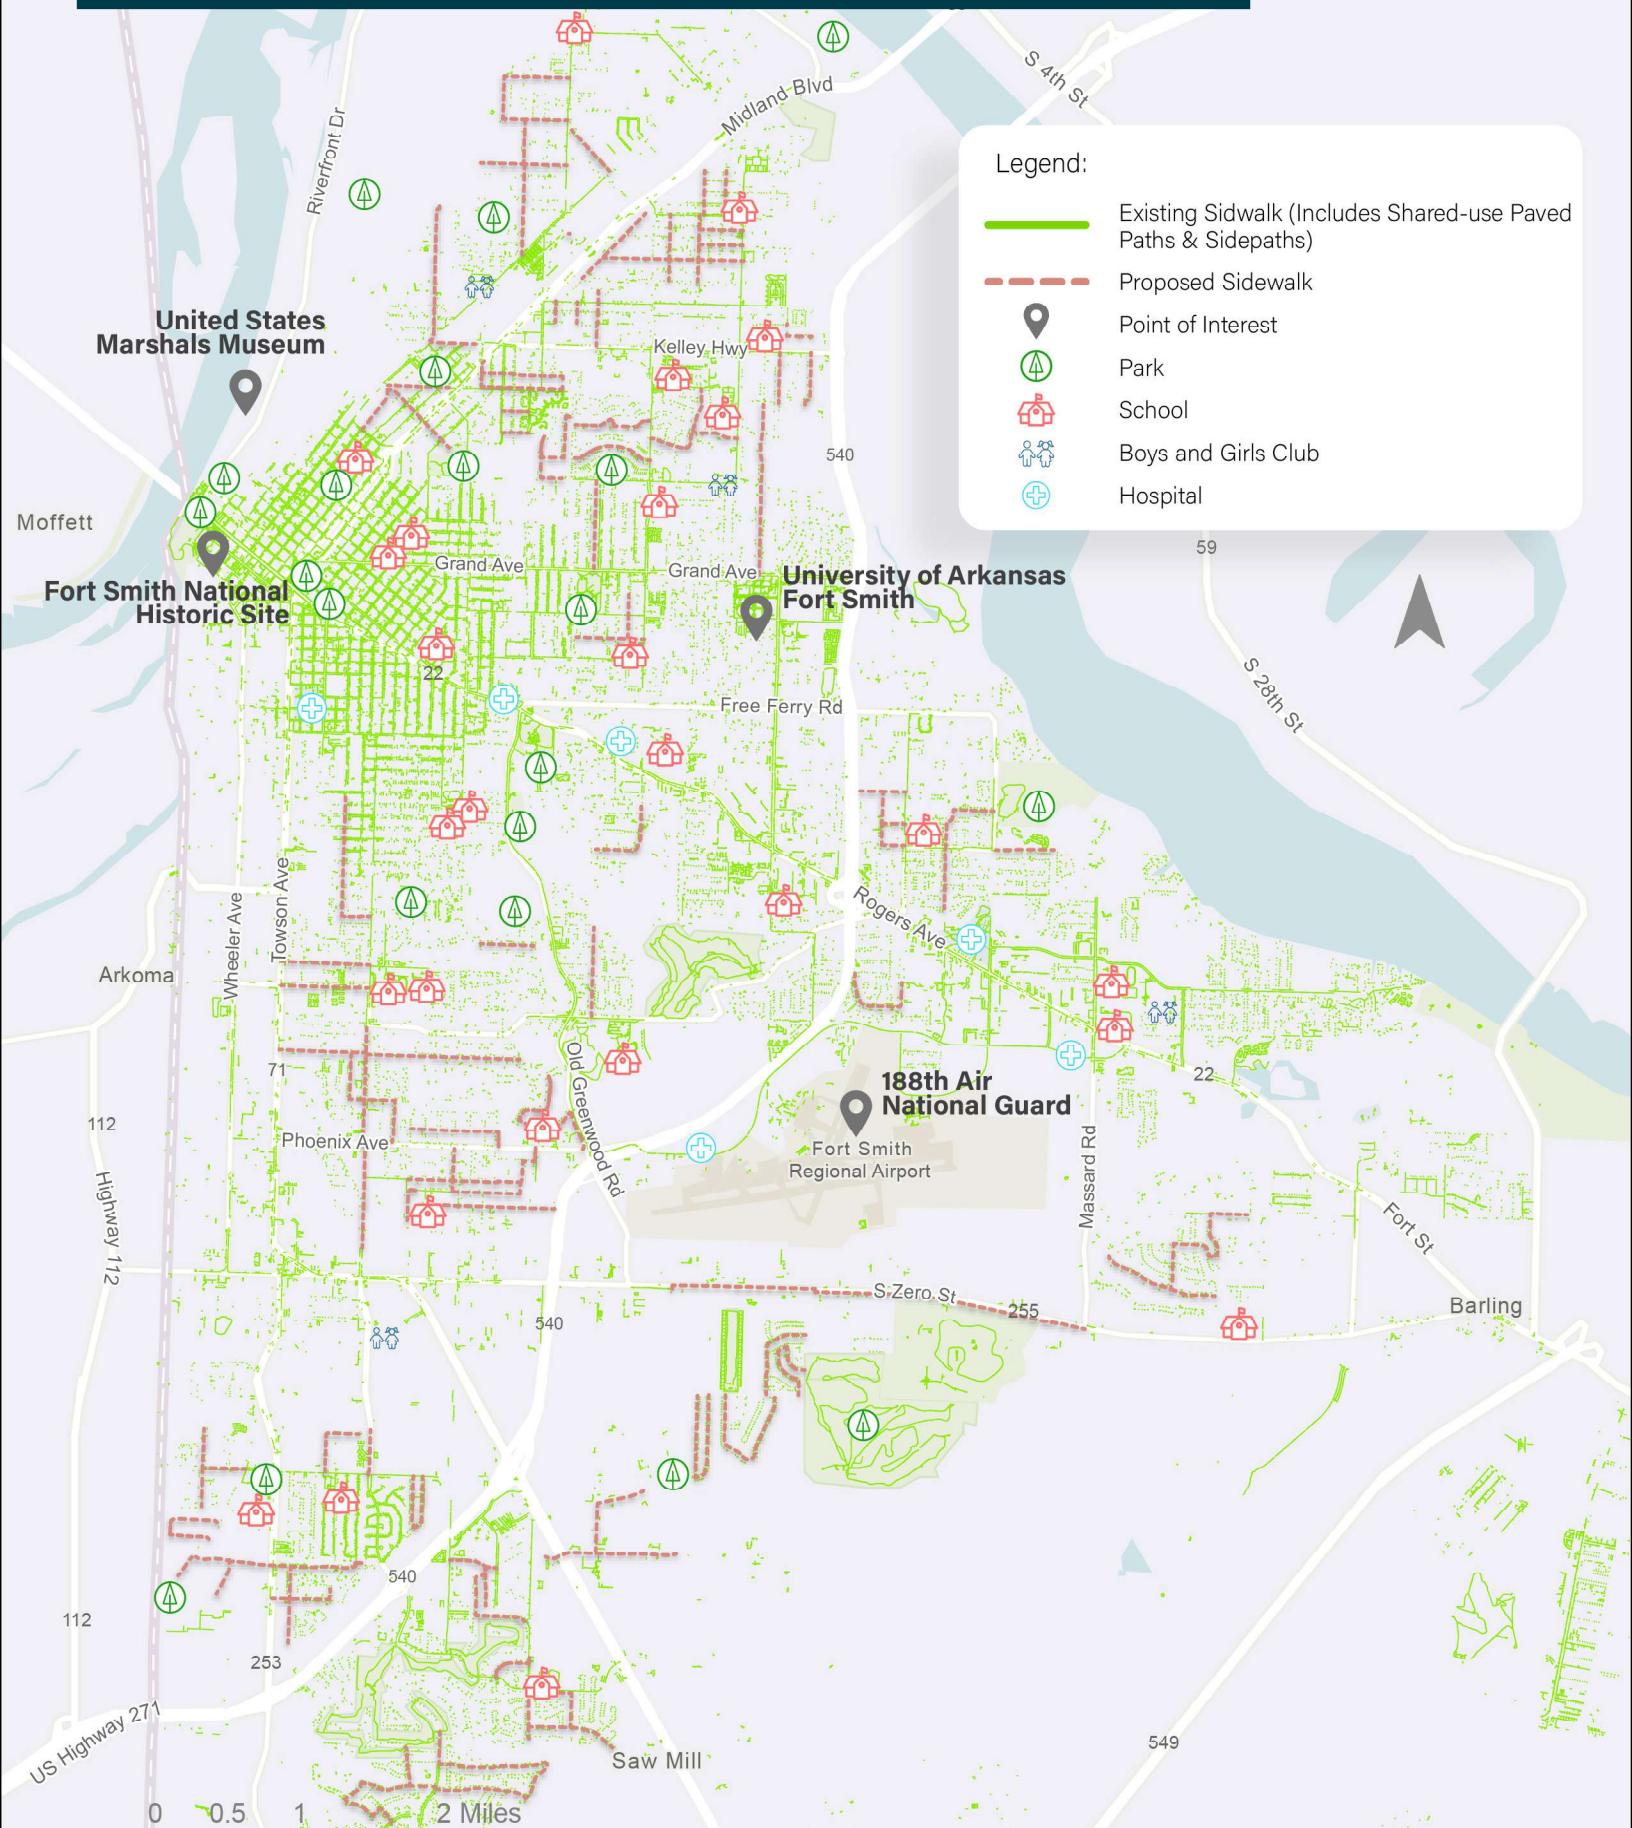 S 4th St
Midland Blvd
Riverfront Dr
Legend:
Existing Sidwalk (Includes Shared-use Paved
Paths & Sidepaths)
Proposed Sidewalk
Point of Interest
Park
School
Boys and Girls Club
Hospital
United States
Marshals Museum
Kelley Hwy
540
Moffett
59
Grand Ave
Grand Ave
University of Arkansas
Fort Smith
Fort Smith National
Historic Site
22
S 28th St
Free Ferry Rd
Rogers Ave
Towson Ave
Wheeler Ave
Arkoma
71
Old Greenwood Rd
188th Air
National Guard
22
112
Phoenix Ave
Fort Smith
Regional Airport
Massard Rd
Highway 112
Fort St
S Zero St
255
Barling
540
540
112
253
US Highway 271
549
Saw Mill
0 0.5 1 2 Miles